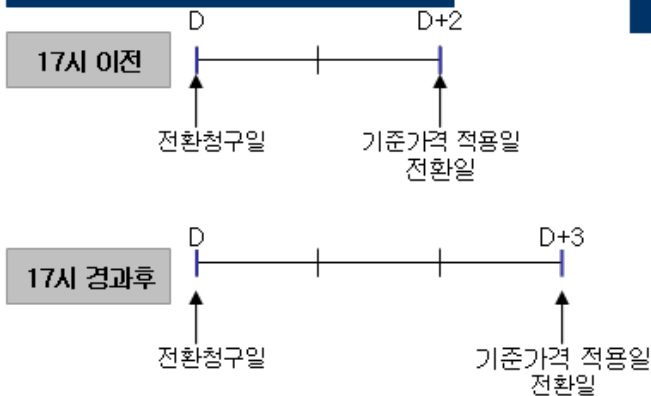 D D+2
17시 이전
전환청구일 기준가격 적용일
전환일
D D+3
17시 경과후
전환청구일 기준가격 적용일
전환일